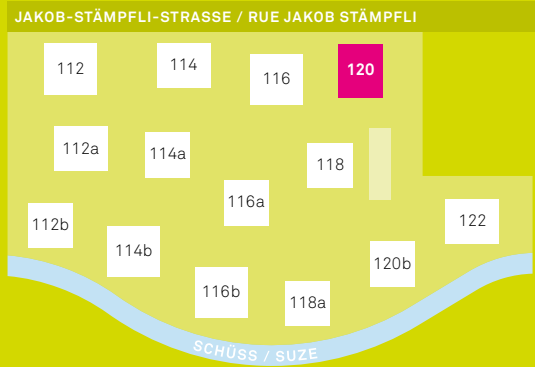 JAKOB-STÄMPFLI-STRASSE / RUE JAKOB STÄMPFLI
112
114
116
120
112a
114a
118
116a
112b
114b
122
120b
116b
118a
SCHÜSS / SUZE